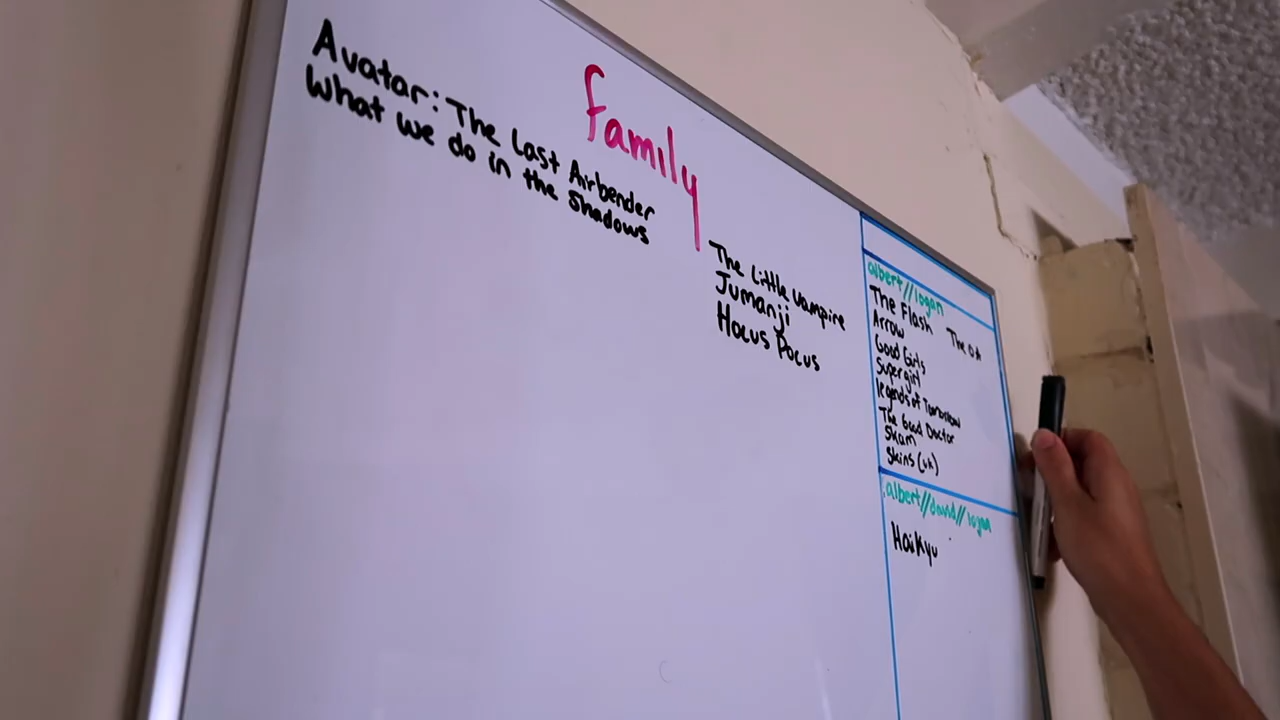 family
Avatar: The Last Airbender
What we do in the Shadows
The Little Vampire
Jumanji
Hocus Pocus
albert//logan
The Flash
The OA
Arrow
Good Girls
Supergirl
legends of Tomorrow
The Good Doctor
Skam
Skins (uk)
albert//david//logan
Haikyu